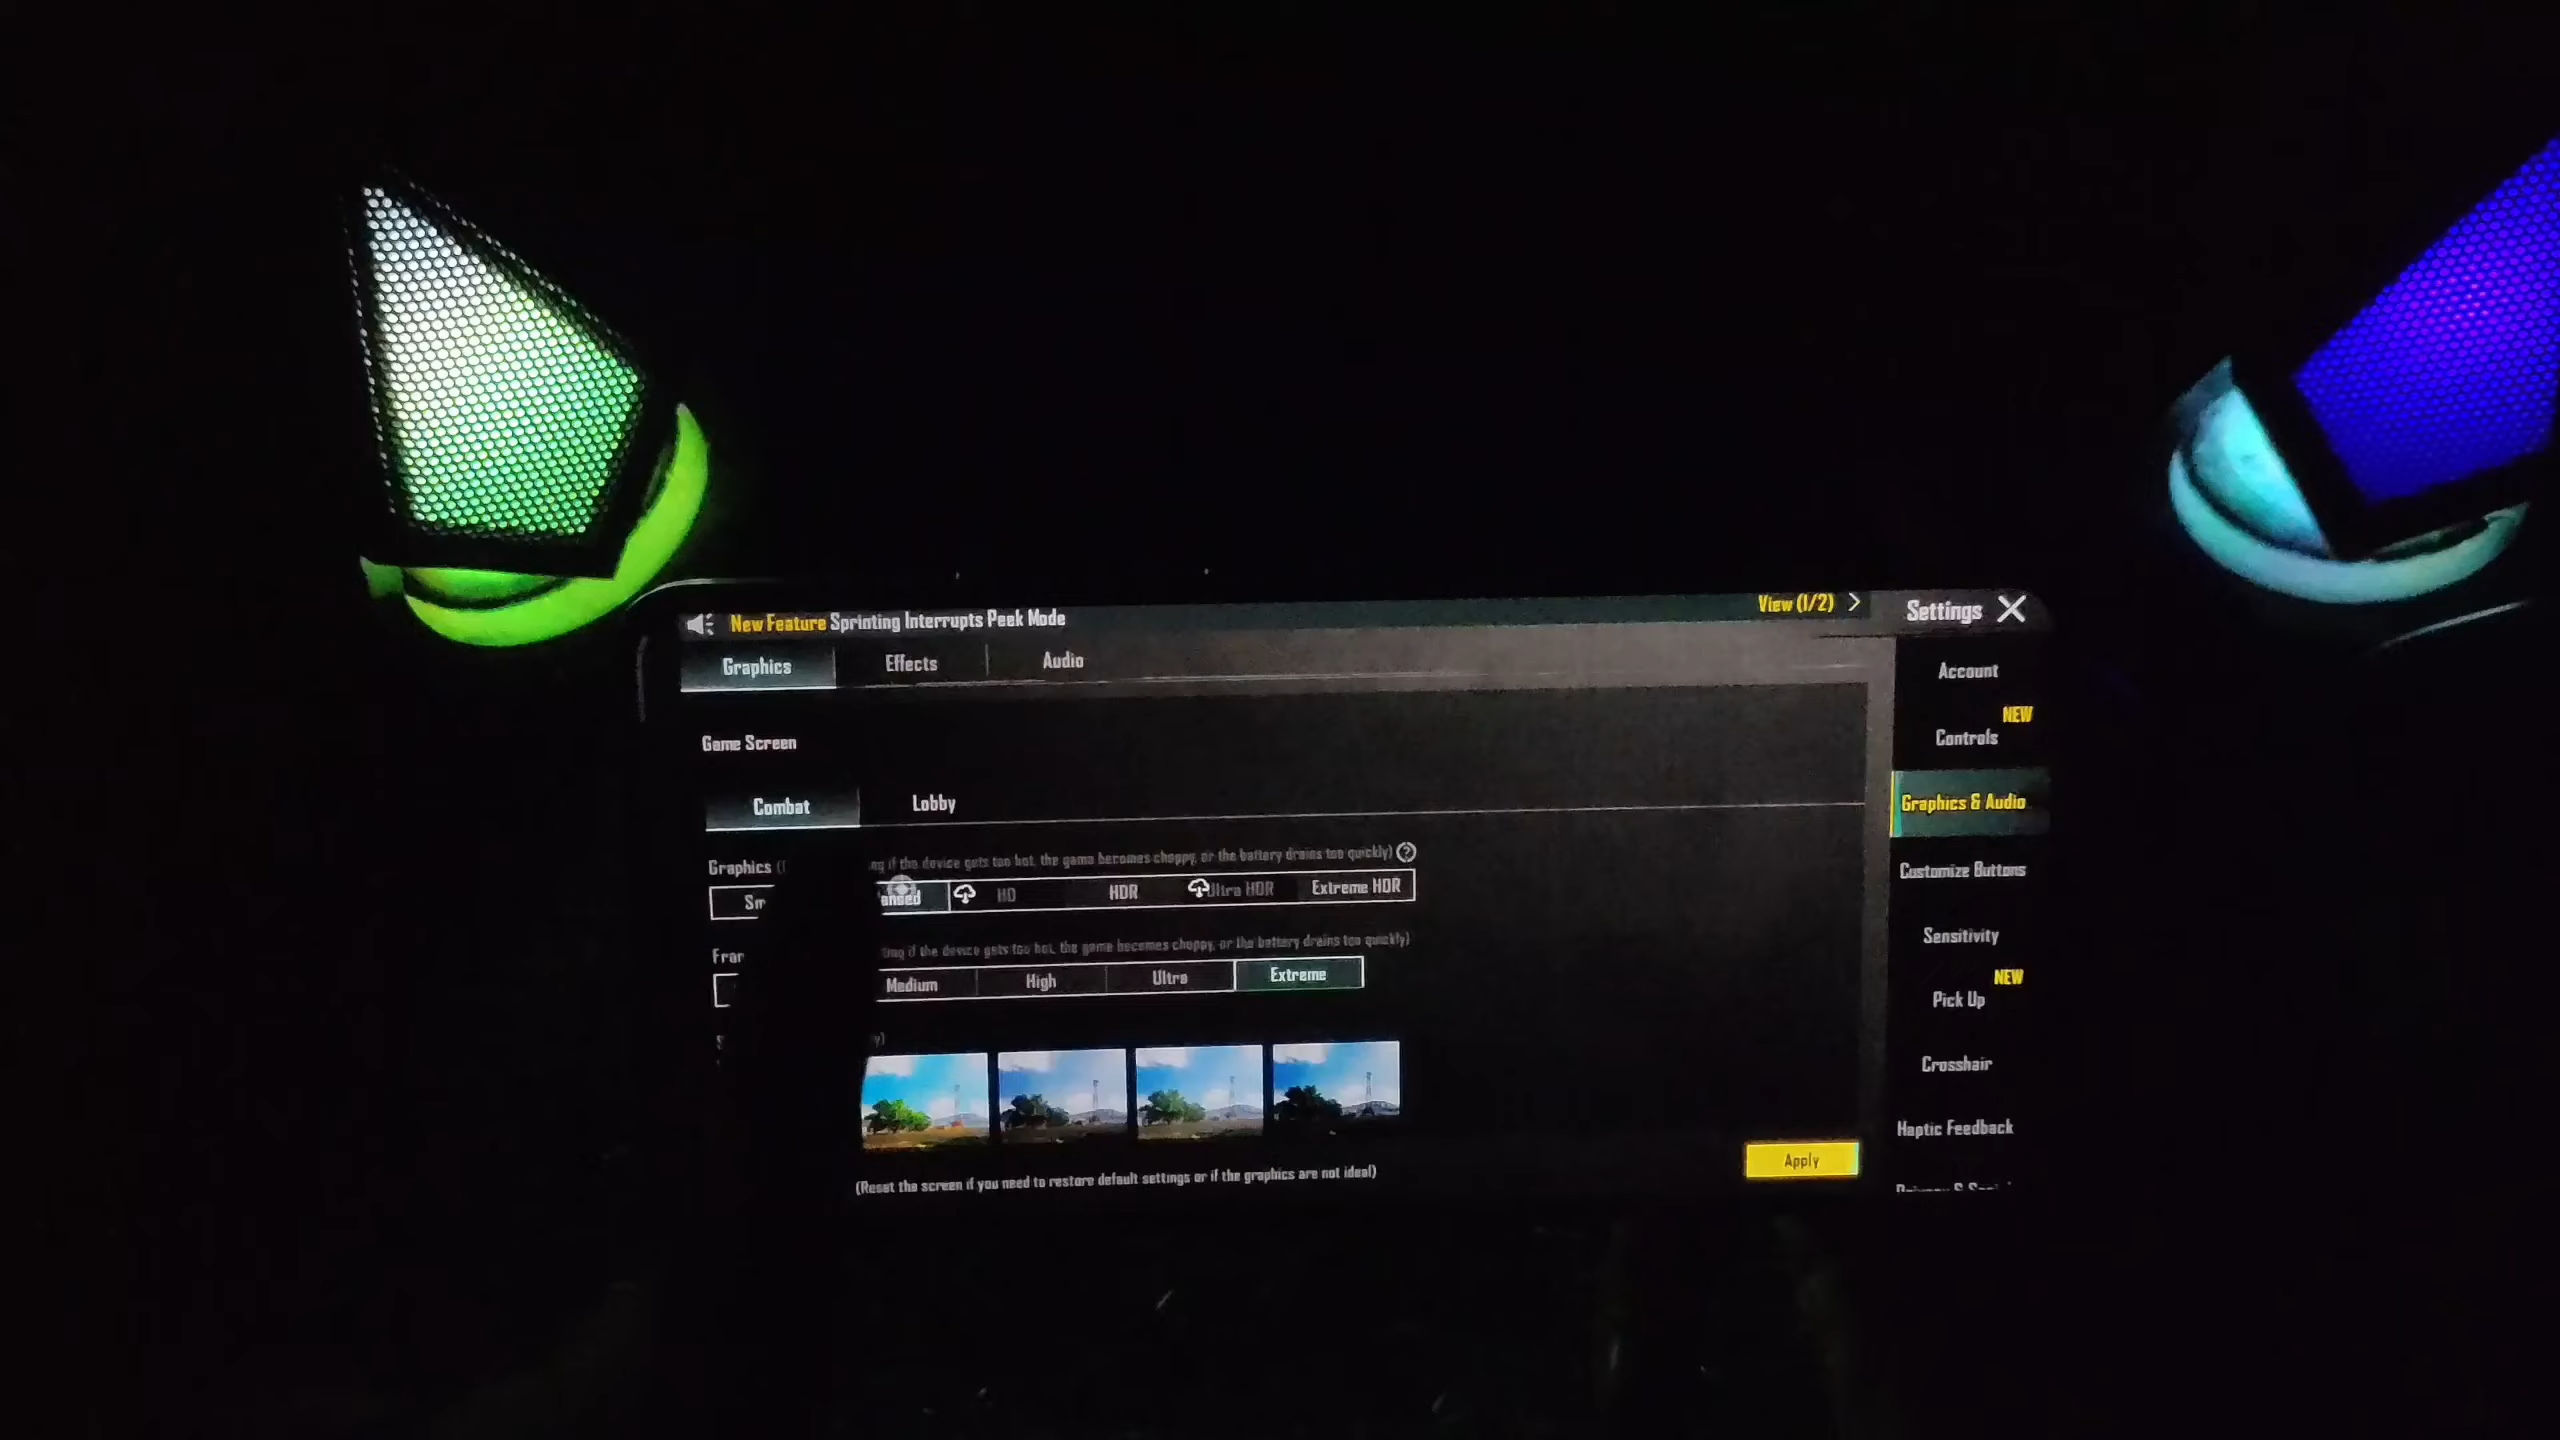 New Feature Sprinting Interrupts Peek Mode
View (1/2)
Settings
Graphics
Effects
Audio
Account
NEW
Controls
Game Screen
Combat
Lobby
Graphics & Audio
Graphics
if the device gets too hot, the game becomes choppy, or the battery drains too quickly)
HD
HDR
Ultra HDR
Extreme HDR
Customize Buttons
if the device gets too hot, the game becomes choppy, or the battery drains too quickly)
Medium
High
Ultra
Extreme
Sensitivity
NEW
Pick Up
Crosshair
Haptic Feedback
Apply
(Reset the screen if you need to restore default settings or if the graphics are not ideal)